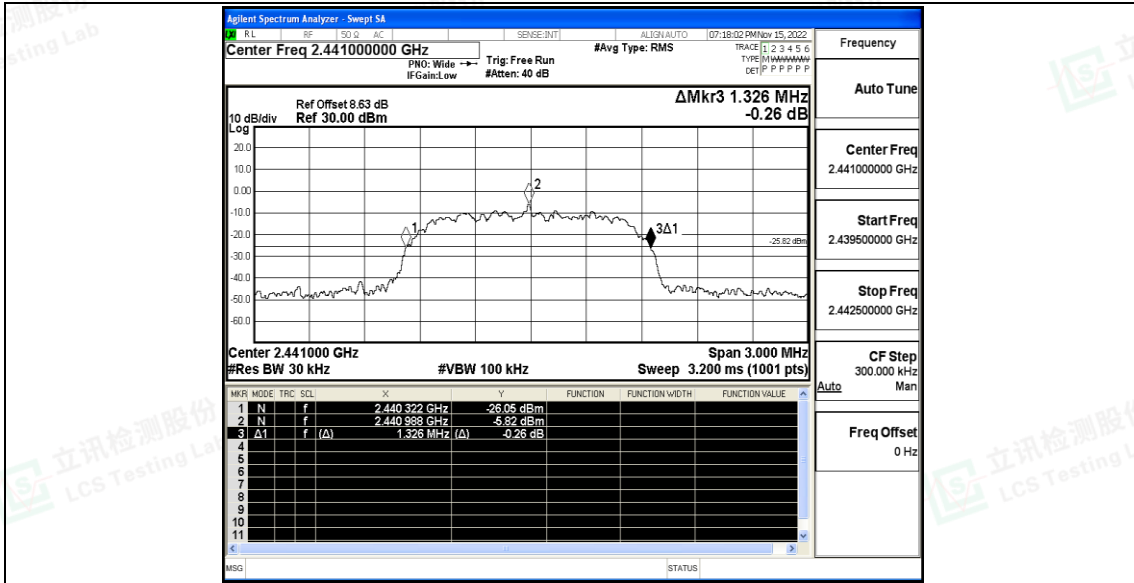 Agilent Spectrum Analyzer - Swept SA
RL RF 50 Ω AC SENSE:INT ALIGNAUTO 07:18:02 PMNov 15, 2022
Center Freq 2.441000000 GHz #Avg Type: RMS TRACE 1 2 3 4 5 6
PNO: Wide Trig: Free Run TYPE MWWWWW
IFGain:Low #Atten: 40 dB DET P P P P P P
ΔMkr3 1.326 MHz
Ref Offset 8.63 dB
10 dB/div Ref 30.00 dBm -0.26 dB
Log
20.0
10.0
0.00
-10.0
-20.0
-30.0
-40.0
-50.0
-60.0
1
2
3Δ1
-25.82 dBm
Center 2.441000 GHz Span 3.000 MHz
#Res BW 30 kHz #VBW 100 kHz Sweep 3.200 ms (1001 pts)
MKR MODE TRC SCL X Y FUNCTION FUNCTION WIDTH FUNCTION VALUE
1 N f 2.440 322 GHz -26.05 dBm
2 N f 2.440 988 GHz -5.82 dBm
3 Δ1 f (Δ) 1.326 MHz (Δ) -0.26 dB
4
5
6
7
8
9
10
11
MSG STATUS
Frequency
Auto Tune
Center Freq
2.441000000 GHz
Start Freq
2.439500000 GHz
Stop Freq
2.442500000 GHz
CF Step
300.000 kHz
Auto Man
Freq Offset
0 Hz
立讯检测股份
LCS Testing Lab